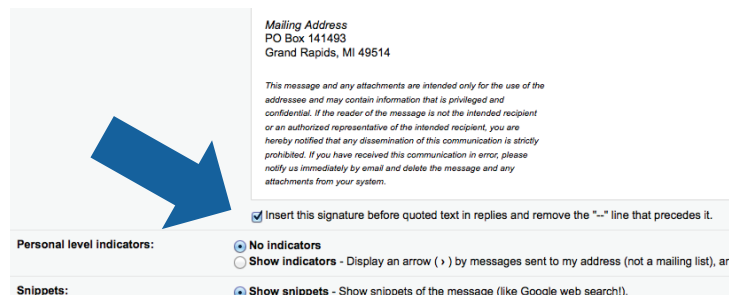 Mailing Address
PO Box 141493
Grand Rapids, MI 49514
This message and any attachments are intended only for the use of the
addressee and may contain information that is privileged and
confidential. If the reader of the message is not the intended recipient
or an authorized representative of the intended recipient, you are
hereby notified that any dissemination of this communication is strictly
prohibited. If you have received this communication in error, please
notify us immediately by email and delete the message and any
attachments from your system.
Insert this signature before quoted text in replies and remove the "--" line that precedes it.
Personal level indicators:
No indicators
Show indicators - Display an arrow ( › ) by messages sent to my address (not a mailing list),
Snippets:
Show snippets - Show snippets of the message (like Google web search!).